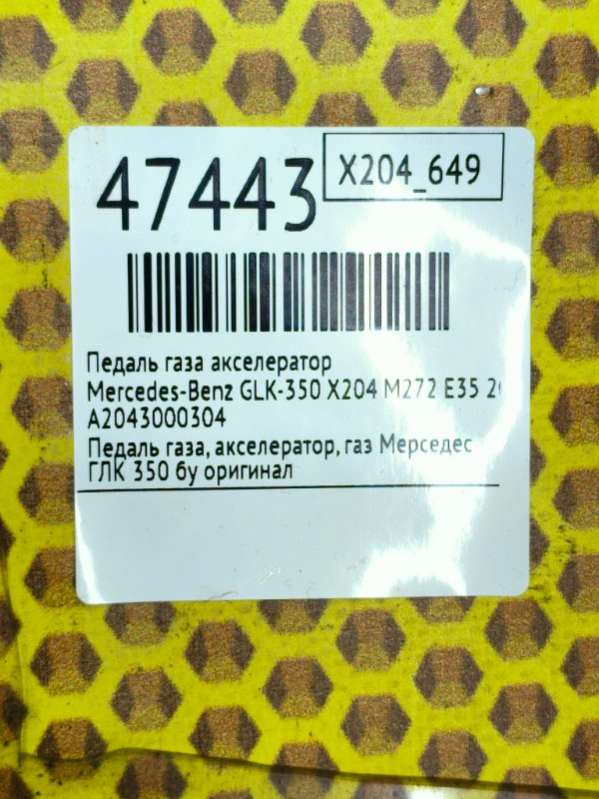 47443
X204_649
Педаль газа акселератор
Mercedes-Benz GLK-350 X204 M272 E35
A2043000304
Педаль газа, акселератор, газ Мерседес
ГЛК 350 бу оригинал